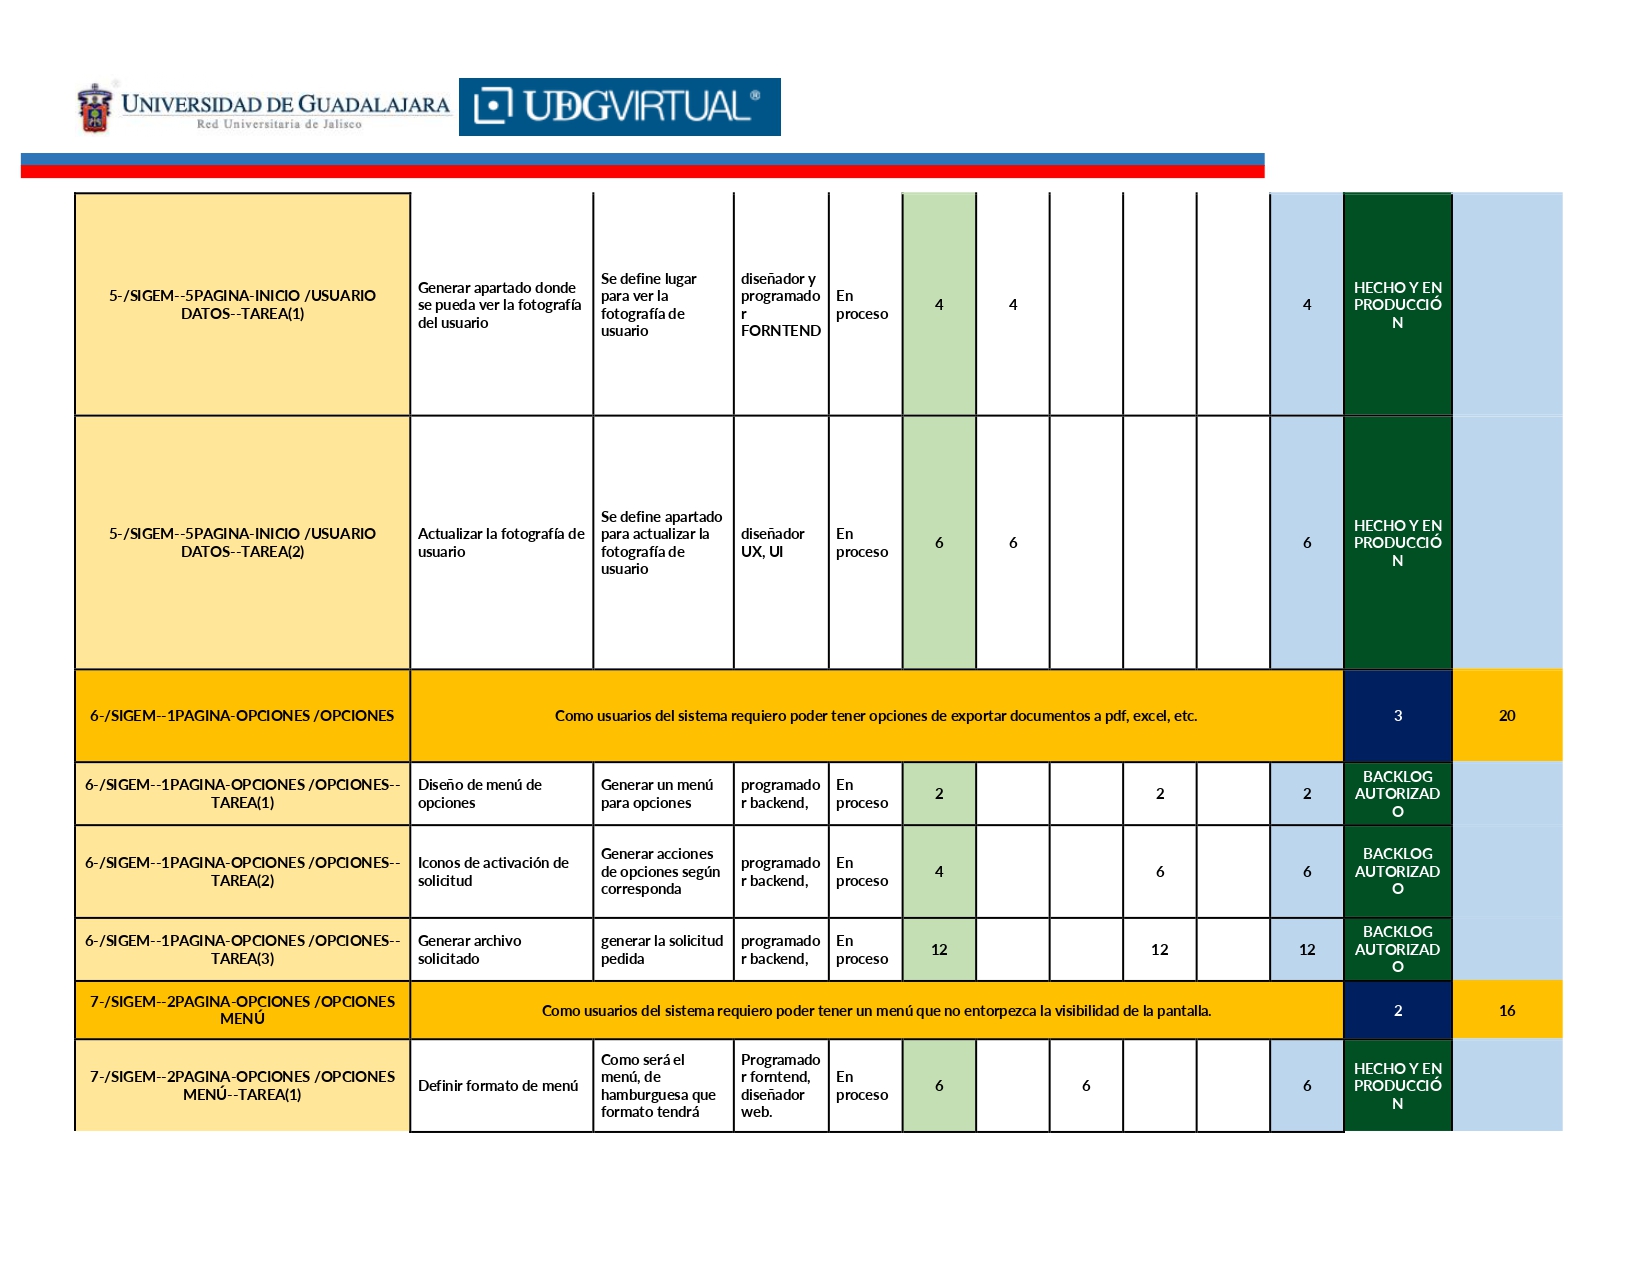 UNIVERSIDAD DE GUADALAJARA
Red Universitaria de Jalisco
UDGVIRTUAL®
5-/SIGEM--5PAGINA-INICIO /USUARIO
DATOS--TAREA(1)
Generar apartado donde
se pueda ver la fotografía
del usuario
Se define lugar
para ver la
fotografía de
usuario
diseñador y
programado
r
FORNTEND
En
proceso
4
4
4
HECHO Y EN
PRODUCCIÓ
N
5-/SIGEM--5PAGINA-INICIO /USUARIO
DATOS--TAREA(2)
Actualizar la fotografía de
usuario
Se define apartado
para actualizar la
fotografía de
usuario
diseñador
UX, UI
En
proceso
6
6
6
HECHO Y EN
PRODUCCIÓ
N
6-/SIGEM--1PAGINA-OPCIONES /OPCIONES
Como usuarios del sistema requiero poder tener opciones de exportar documentos a pdf, excel, etc.
3
20
6-/SIGEM--1PAGINA-OPCIONES /OPCIONES--
TAREA(1)
Diseño de menú de
opciones
Generar un menú
para opciones
programado
r backend,
En
proceso
2
2
2
BACKLOG
AUTORIZAD
O
6-/SIGEM--1PAGINA-OPCIONES /OPCIONES--
TAREA(2)
Iconos de activación de
solicitud
Generar acciones
de opciones según
corresponda
programado
r backend,
En
proceso
4
6
6
BACKLOG
AUTORIZAD
O
6-/SIGEM--1PAGINA-OPCIONES /OPCIONES--
TAREA(3)
Generar archivo
solicitado
generar la solicitud
pedida
programado
r backend,
En
proceso
12
12
12
BACKLOG
AUTORIZAD
O
7-/SIGEM--2PAGINA-OPCIONES /OPCIONES
MENÚ
Como usuarios del sistema requiero poder tener un menú que no entorpezca la visibilidad de la pantalla.
2
16
7-/SIGEM--2PAGINA-OPCIONES /OPCIONES
MENÚ--TAREA(1)
Definir formato de menú
Como será el
menú, de
hamburguesa que
formato tendrá
Programado
r forntend,
diseñador
web.
En
proceso
6
6
6
HECHO Y EN
PRODUCCIÓ
N